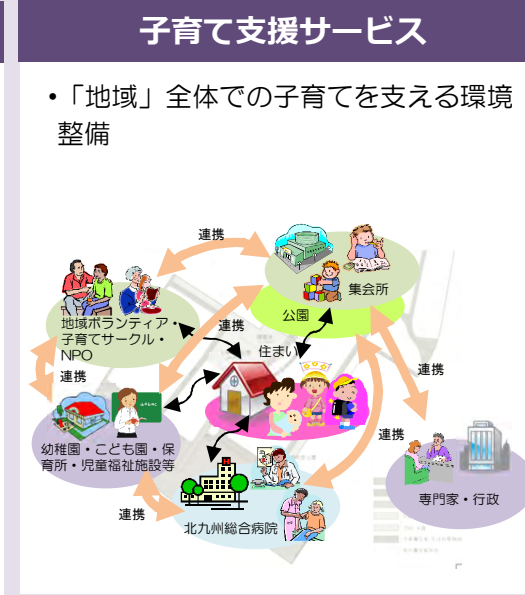 子育て支援サービス
•「地域」全体での子育てを支える環境
整備
連携
集会所
公園
地域ボランティア・
子育てサークル・
NPO
連携
住まい
連携
連携
幼稚園・こども園・保
育所・児童福祉施設等
連携
専門家・行政
連携
北九州総合病院